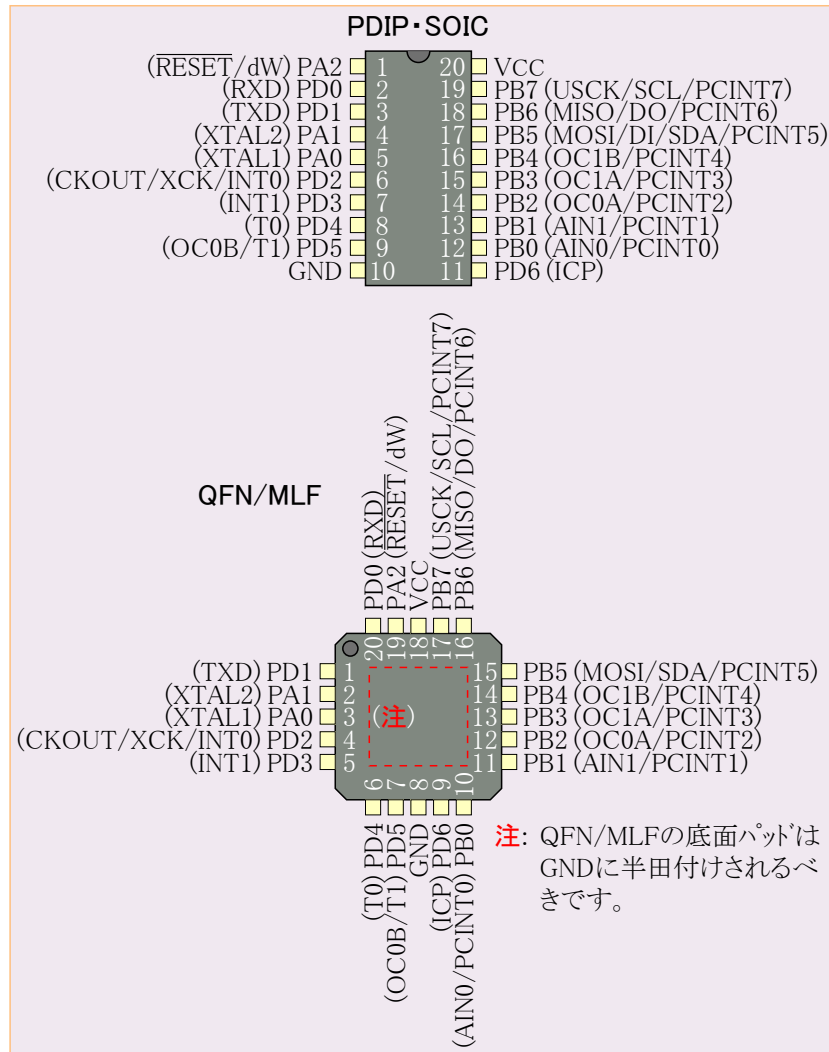 PDIP・SOIC
(RESET/dW) PA2 1 20 VCC
(RXD) PD0 2 19 PB7 (USCK/SCL/PCINT7)
(TXD) PD1 3 18 PB6 (MISO/DO/PCINT6)
(XTAL2) PA1 4 17 PB5 (MOSI/DI/SDA/PCINT5)
(XTAL1) PA0 5 16 PB4 (OC1B/PCINT4)
(CKOUT/XCK/INT0) PD2 6 15 PB3 (OC1A/PCINT3)
(INT1) PD3 7 14 PB2 (OC0A/PCINT2)
(T0) PD4 8 13 PB1 (AIN1/PCINT1)
(OC0B/T1) PD5 9 12 PB0 (AIN0/PCINT0)
GND 10 11 PD6 (ICP)
QFN/MLF
PD0 (RXD)
PA2 (RESET/dW)
VCC
PB7 (USCK/SCL/PCINT7)
PB6 (MISO/DO/PCINT6)
20 19 18 17 16
(TXD) PD1 1 15 PB5 (MOSI/SDA/PCINT5)
(XTAL2) PA1 2 14 PB4 (OC1B/PCINT4)
(XTAL1) PA0 3 (注) 13 PB3 (OC1A/PCINT3)
(CKOUT/XCK/INT0) PD2 4 12 PB2 (OC0A/PCINT2)
(INT1) PD3 5 11 PB1 (AIN1/PCINT1)
6 7 8 9 10
(T0) PD4
(OC0B/T1) PD5
GND
(ICP) PD6
(AIN0/PCINT0) PB0
注: QFN/MLFの底面ﾊﾟｯﾄﾞは
GNDに半田付けされるべ
きです。